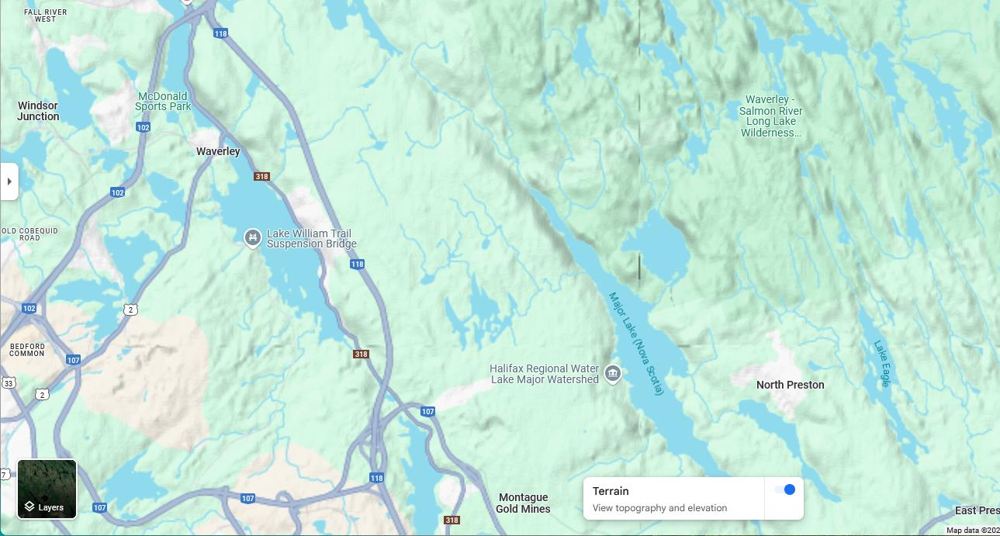 FALL RIVER
WEST
118
Windsor
Junction
McDonald
Sports Park
102
Waverley -
Salmon River
Long Lake
Wilderness...
Waverley
318
102
OLD COBEQUID
ROAD
Lake William Trail
Suspension Bridge
118
Major Lake (Nova Scotia)
102
2
BEDFORD
COMMON
107
318
Lake Eagle
Halifax Regional Water
Lake Major Watershed
33
2
North Preston
107
7
118
Layers
107
107
318
Montague
Gold Mines
Terrain
View topography and elevation
East Pres
Map data ©202